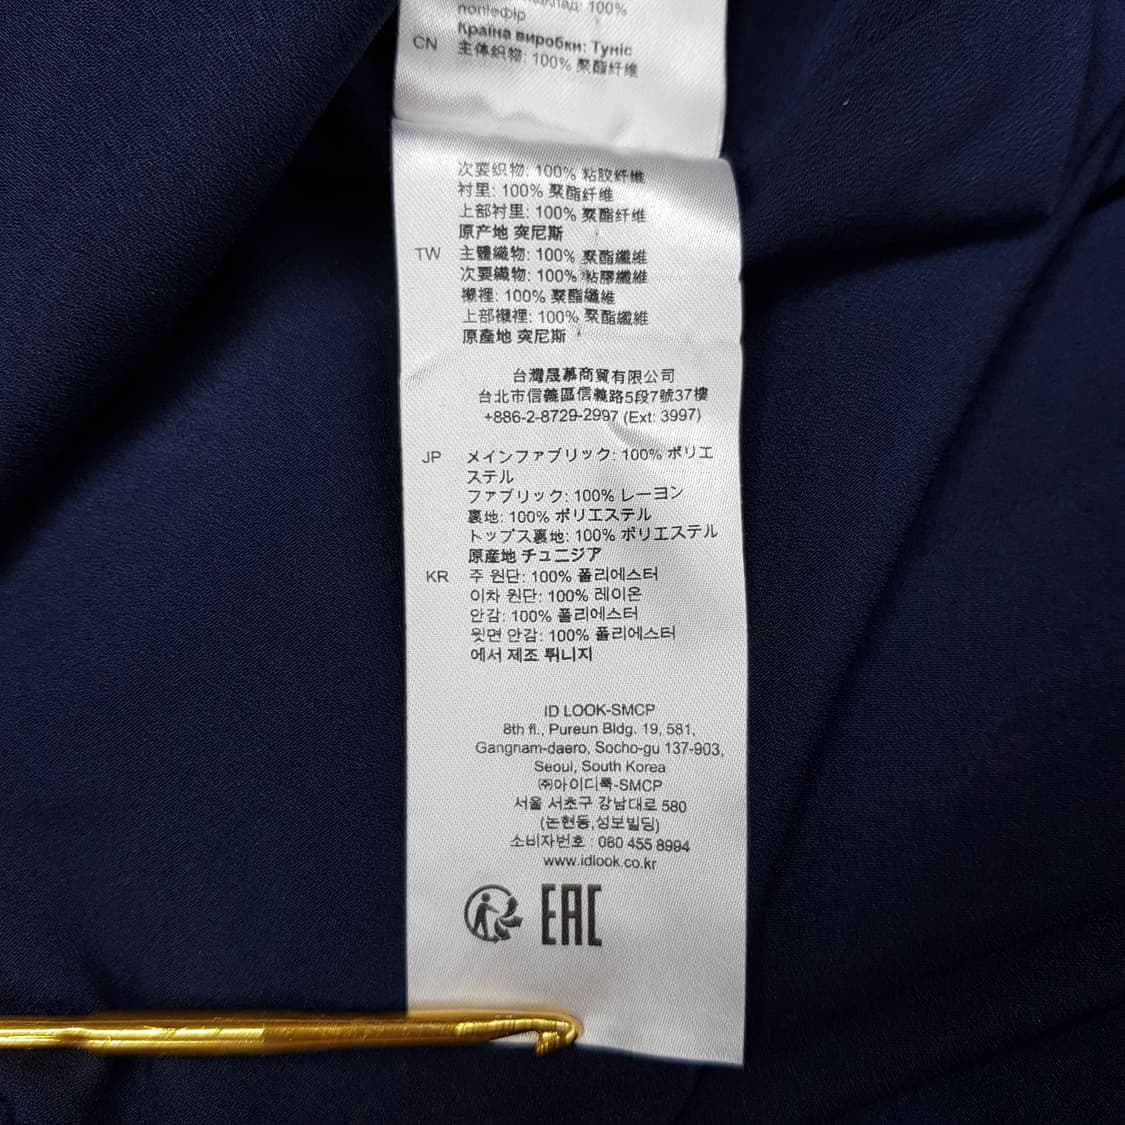 100%
поліефір
Країна виробки: Туніс
CN 主体织物: 100% 聚酯纤维
次要织物: 100% 粘胶纤维
衬里: 100% 聚酯纤维
上部衬里: 100% 聚酯纤维
原产地 突尼斯
TW 主體織物: 100% 聚酯纖維
次要織物: 100% 粘膠纖維
襯裡: 100% 聚酯纖維
上部襯裡: 100% 聚酯纖維
原產地 突尼斯
台灣晟慕商貿有限公司
台北市信義區信義路5段7號37樓
+886-2-8729-2997 (Ext: 3997)
JP メインファブリック: 100% ポリエ
ステル
ファブリック: 100% レーヨン
裏地: 100% ポリエステル
トップス裏地: 100% ポリエステル
原産地 チュニジア
KR 주 원단: 100% 폴리에스터
이차 원단: 100% 레이온
안감: 100% 폴리에스터
윗면 안감: 100% 폴리에스터
에서 제조 튀니지
ID LOOK-SMCP
8th fl., Pureun Bldg. 19, 581,
Gangnam-daero, Socho-gu 137-903,
Seoul, South Korea
㈜아이디룩-SMCP
서울 서초구 강남대로 580
(논현동,성보빌딩)
소비자번호 : 080 455 8994
www.idlook.co.kr
EAC